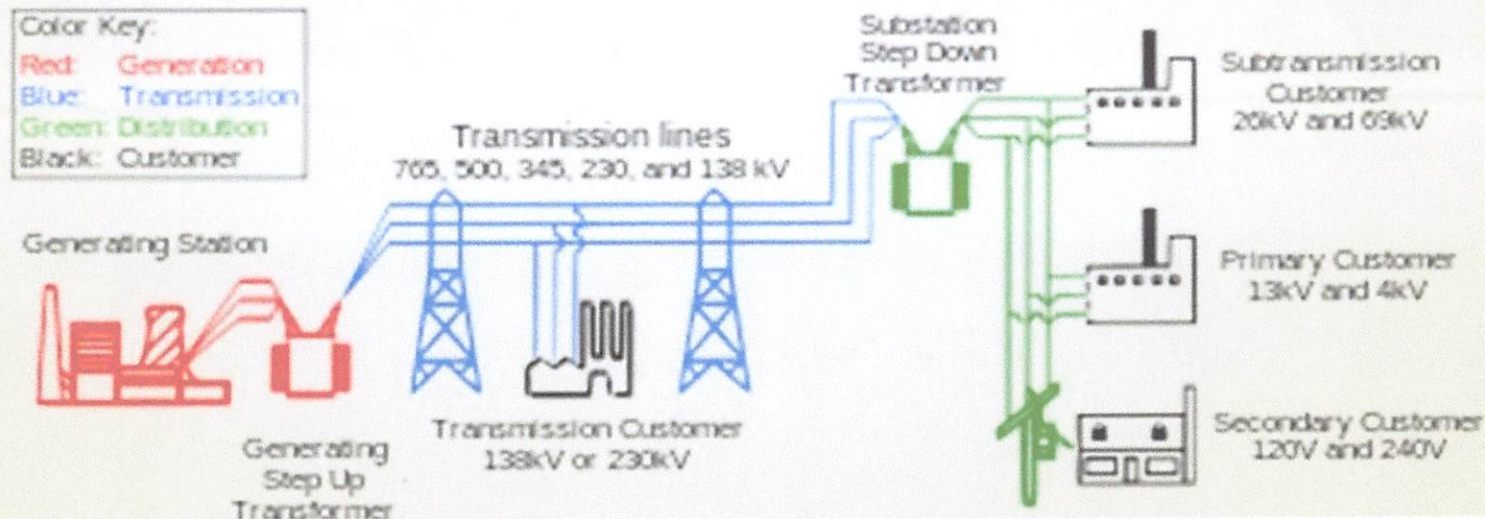 Color Key:
Red: Generation
Blue: Transmission
Green: Distribution
Black: Customer
Generating Station
Generating
Step Up
Transformer
Transmission lines
765, 500, 345, 230, and 138 kV
Transmission Customer
138kV or 230kV
Substation
Step Down
Transformer
Subtransmission
Customer
26kV and 69kV
Primary Customer
13kV and 4kV
Secondary Customer
120V and 240V